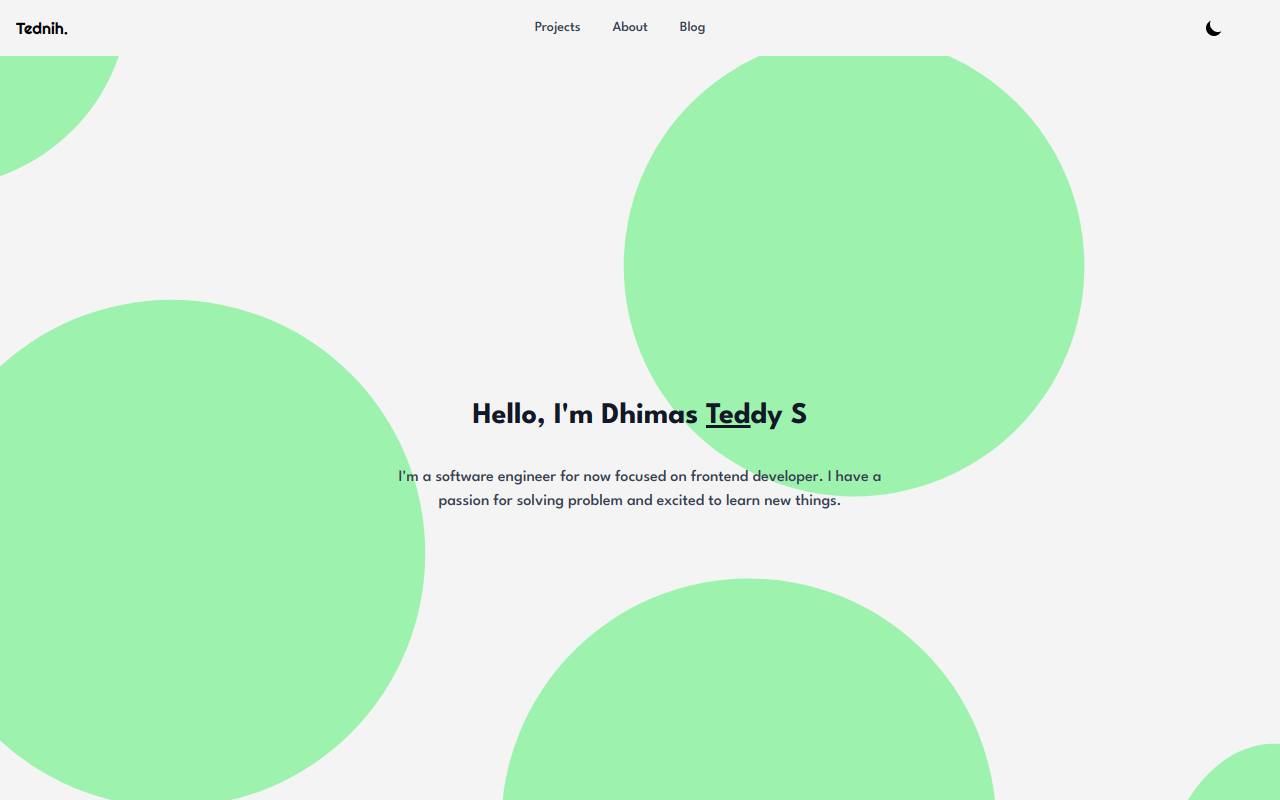 Tednih.
Projects
About
Blog
Hello, I'm Dhimas Teddy S
I'm a software engineer for now focused on frontend developer. I have a
passion for solving problem and excited to learn new things.